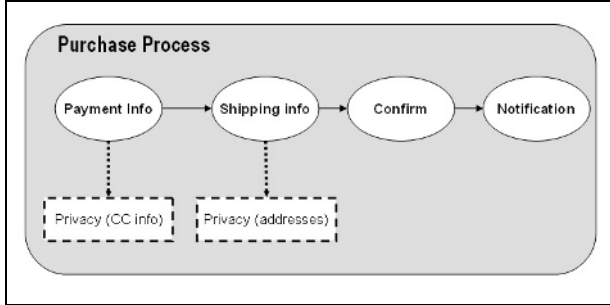 Purchase Process
Payment Info
Shipping info
Confirm
Notification
Privacy (CC info)
Privacy (addresses)